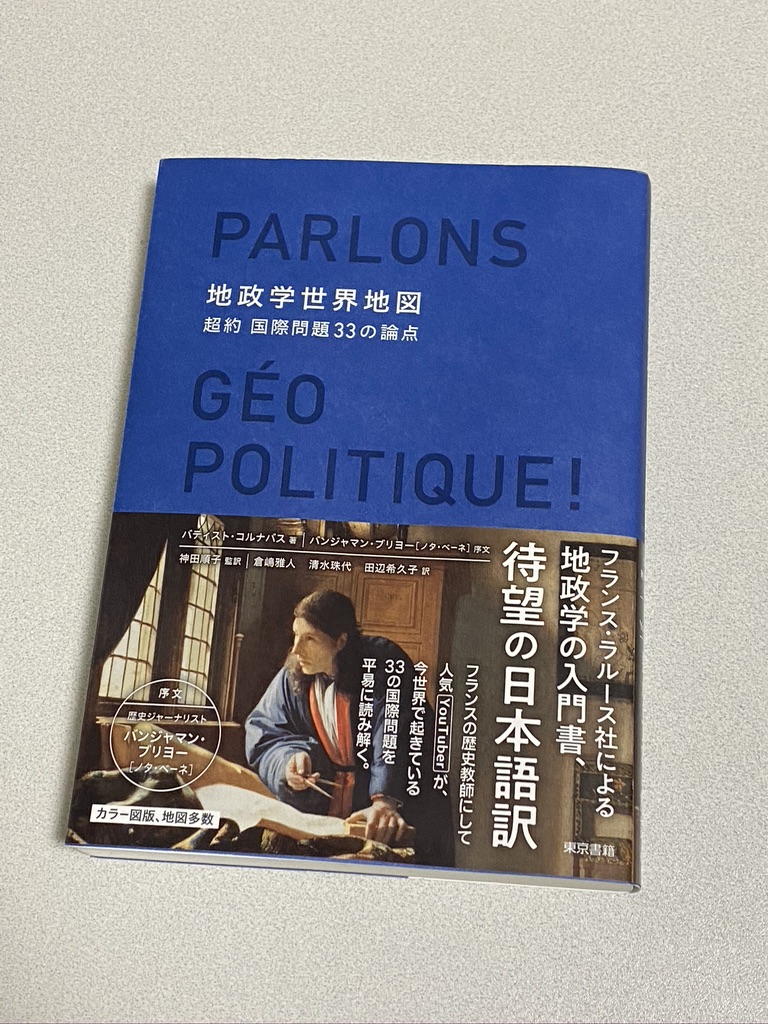 PARLONS
地政学世界地図
超約 国際問題33の論点
GÉO
POLITIQUE!
バティスト・コルナバス 著 | バンジャマン・ブリヨー[ノタ・ベーネ] 序文
神田順子 監訳 | 倉嶋雅人 清水珠代 田辺希久子 訳
フランス・ラルース社による
地政学の入門書、
待望の日本語訳
フランスの歴史教師にして
人気YouTuberが、
今世界で起きている
33の国際問題を
平易に読み解く。
序文
歴史ジャーナリスト
バンジャマン・
ブリヨー
[ノタ・ベーネ]
カラー図版、地図多数
東京書籍